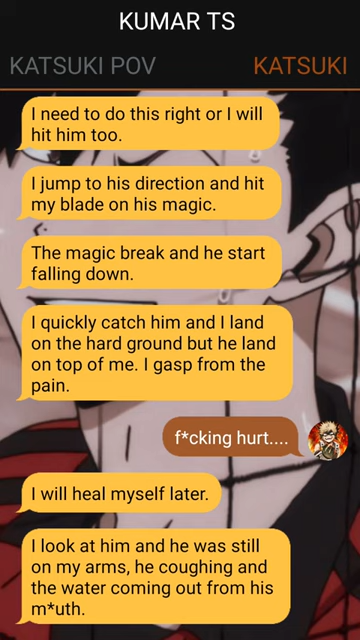 KUMAR TS
KATSUKI POV
KATSUKI
I need to do this right or I will
hit him too.
I jump to his direction and hit
my blade on his magic.
The magic break and he start
falling down.
I quickly catch him and I land
on the hard ground but he land
on top of me. I gasp from the
pain.
f*cking hurt....
I will heal myself later.
I look at him and he was still
on my arms, he coughing and
the water coming out from his
m*uth.